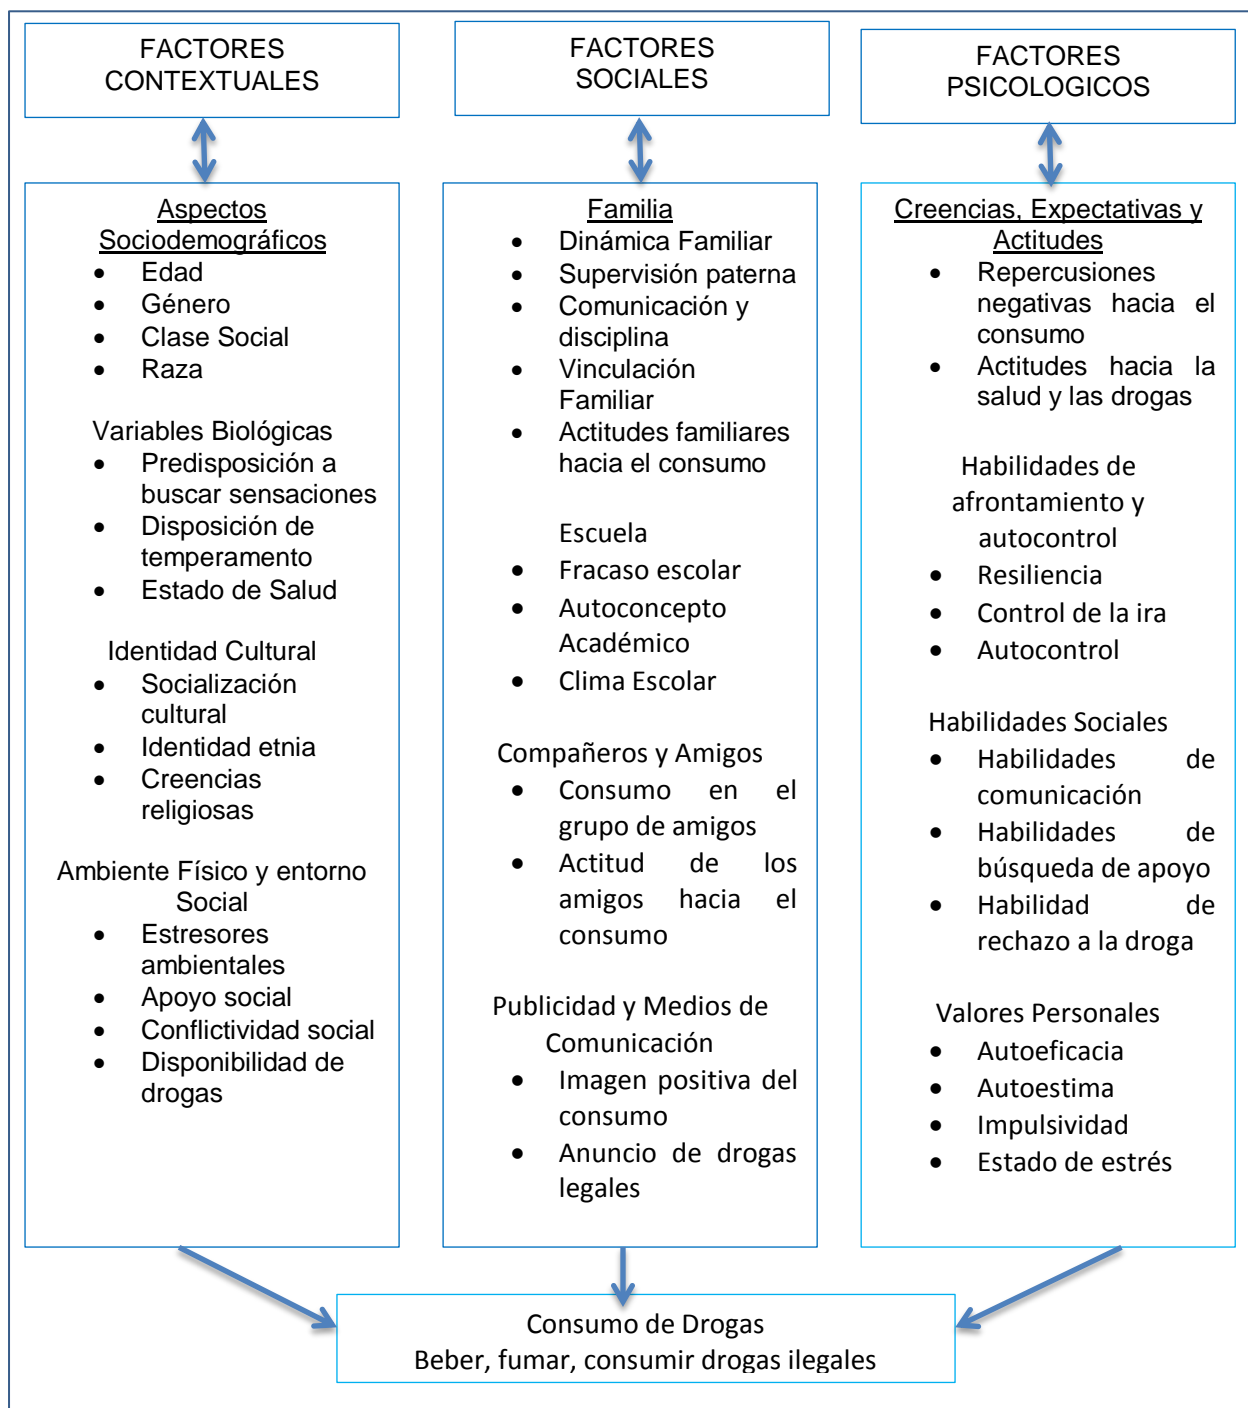 FACTORES
CONTEXTUALES
Aspectos
Sociodemográficos
• Edad
• Género
• Clase Social
• Raza
Variables Biológicas
• Predisposición a
buscar sensaciones
• Disposición de
temperamento
• Estado de Salud
Identidad Cultural
• Socialización
cultural
• Identidad etnia
• Creencias
religiosas
Ambiente Físico y entorno
Social
• Estresores
ambientales
• Apoyo social
• Conflictividad social
• Disponibilidad de
drogas
FACTORES
SOCIALES
Familia
• Dinámica Familiar
• Supervisión paterna
• Comunicación y
disciplina
• Vinculación
Familiar
• Actitudes familiares
hacia el consumo
Escuela
• Fracaso escolar
• Autoconcepto
Académico
• Clima Escolar
Compañeros y Amigos
• Consumo en el
grupo de amigos
• Actitud de los
amigos hacia el
consumo
Publicidad y Medios de
Comunicación
• Imagen positiva del
consumo
• Anuncio de drogas
legales
FACTORES
PSICOLOGICOS
Creencias, Expectativas y
Actitudes
• Repercusiones
negativas hacia el
consumo
• Actitudes hacia la
salud y las drogas
Habilidades de
afrontamiento y
autocontrol
• Resiliencia
• Control de la ira
• Autocontrol
Habilidades Sociales
• Habilidades de
comunicación
• Habilidades de
búsqueda de apoyo
• Habilidad de
rechazo a la droga
Valores Personales
• Autoeficacia
• Autoestima
• Impulsividad
• Estado de estrés
Consumo de Drogas
Beber, fumar, consumir drogas ilegales